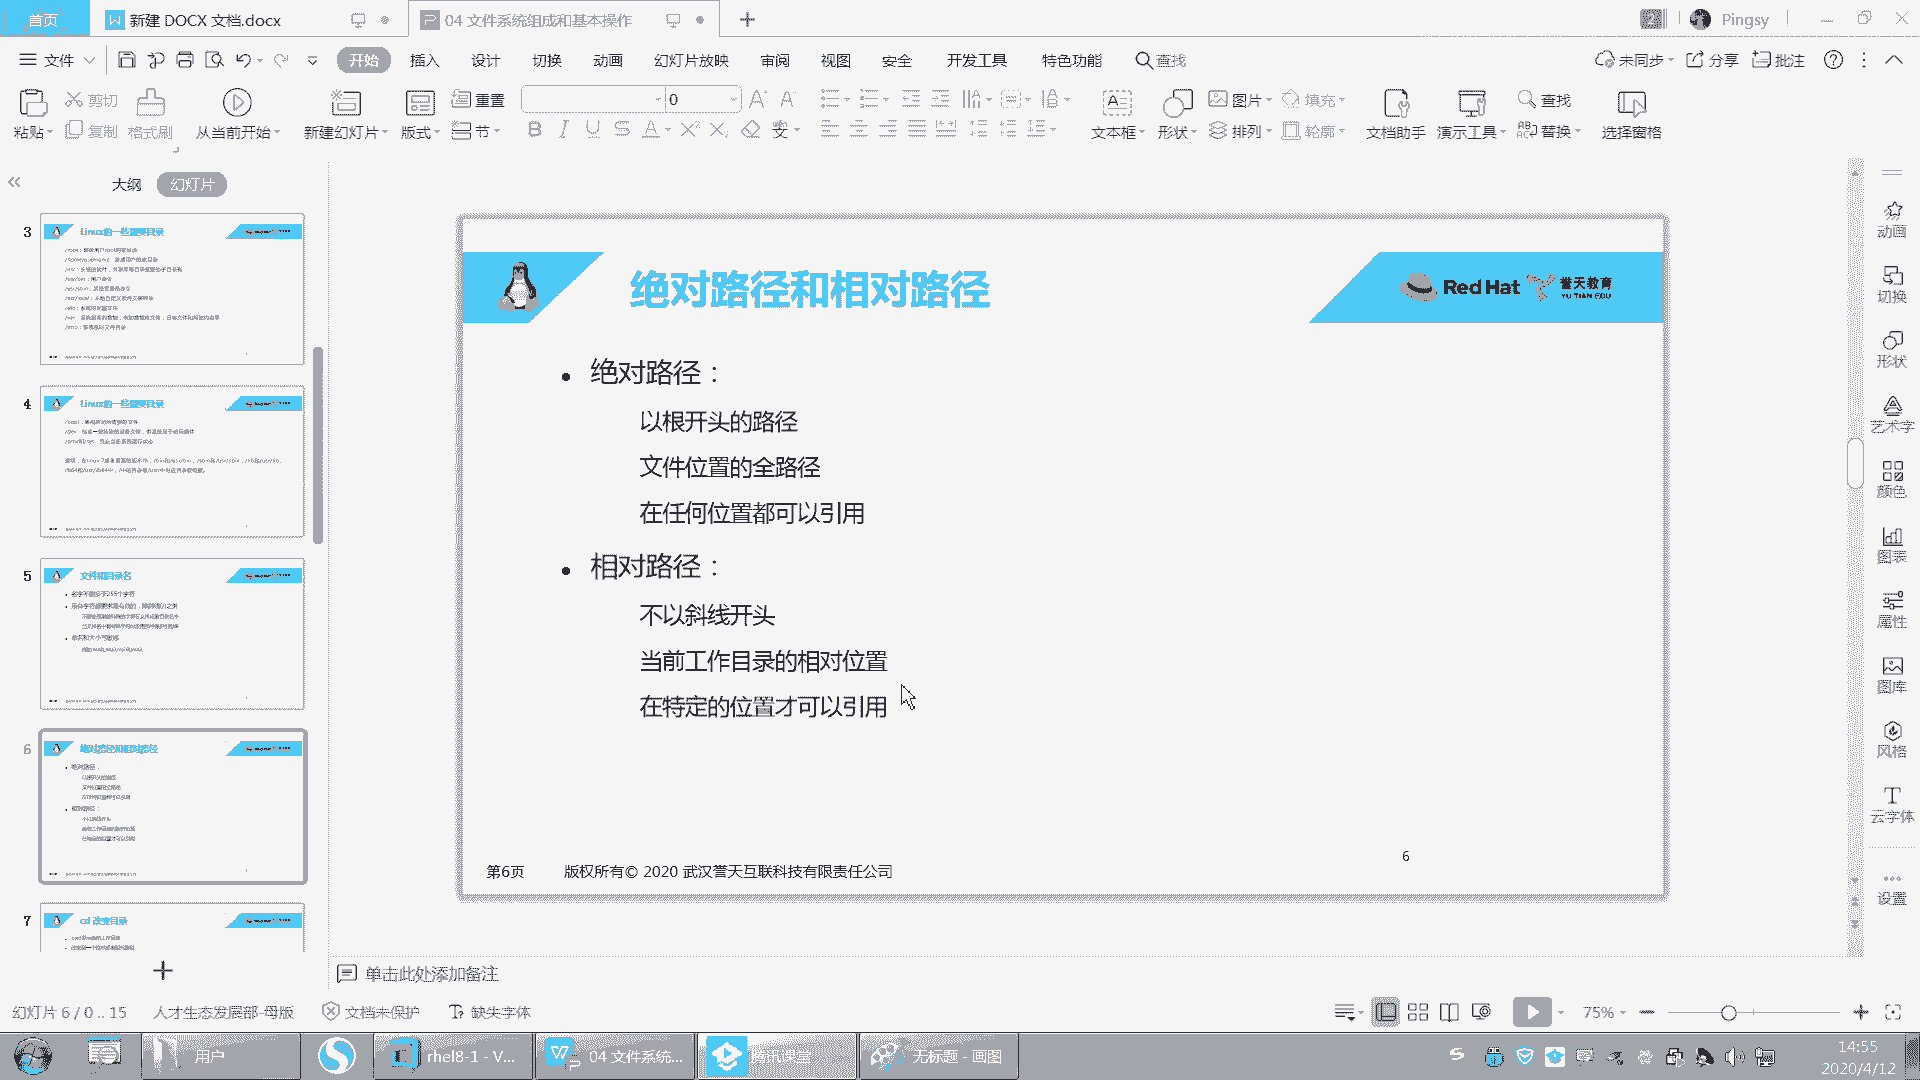 首页
新建 DOCX 文档.docx
04 文件系统组成和基本操作
Pingsy
文件
开始
插入
设计
切换
动画
幻灯片放映
审阅
视图
安全
开发工具
特色功能
查找
未同步
分享
批注
粘贴
剪切
复制
格式刷
从当前开始
新建幻灯片
版式
重置
节
0
文本框
形状
图片
排列
填充
轮廓
文档助手
演示工具
查找
替换
选择窗格
大纲
幻灯片
3
Linux的一些重要目录
4
Linux的一些重要目录
5
文件和目录名
6
绝对路径和相对路径
7
cd 改变目录
绝对路径和相对路径
Red Hat
誉天教育
YU TIAN EDU
• 绝对路径：
以根开头的路径
文件位置的全路径
在任何位置都可以引用
• 相对路径：
不以斜线开头
当前工作目录的相对位置
在特定的位置才可以引用
第6页
版权所有© 2020 武汉誉天互联科技有限责任公司
6
动画
切换
形状
艺术字
颜色
图表
属性
图库
风格
云字体
设置
单击此处添加备注
幻灯片 6 / 0 .. 15
人才生态发展部-母版
文档未保护
缺失字体
75%
用户
rhel8-1 - V...
04 文件系统...
腾讯课堂
无标题 - 画图
14:55
2020/4/12